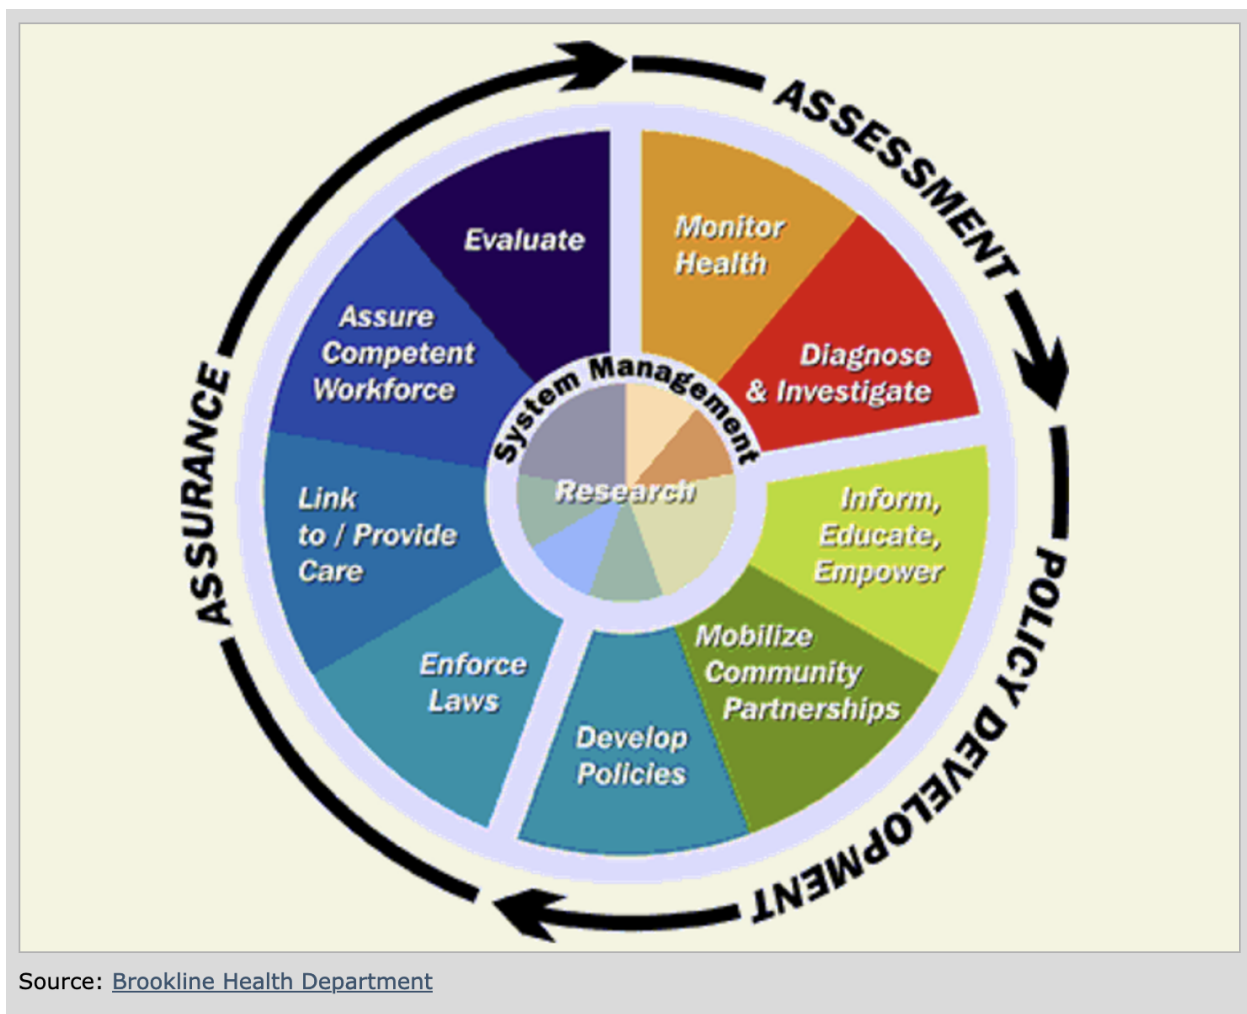 ASSESSMENT
Monitor
Health
Diagnose
& Investigate
POLICY DEVELOPMENT
Inform,
Educate,
Empower
Mobilize
Community
Partnerships
Develop
Policies
ASSURANCE
Enforce
Laws
Link
to / Provide
Care
Assure
Competent
Workforce
Evaluate
System Management
Research
Source: Brookline Health Department